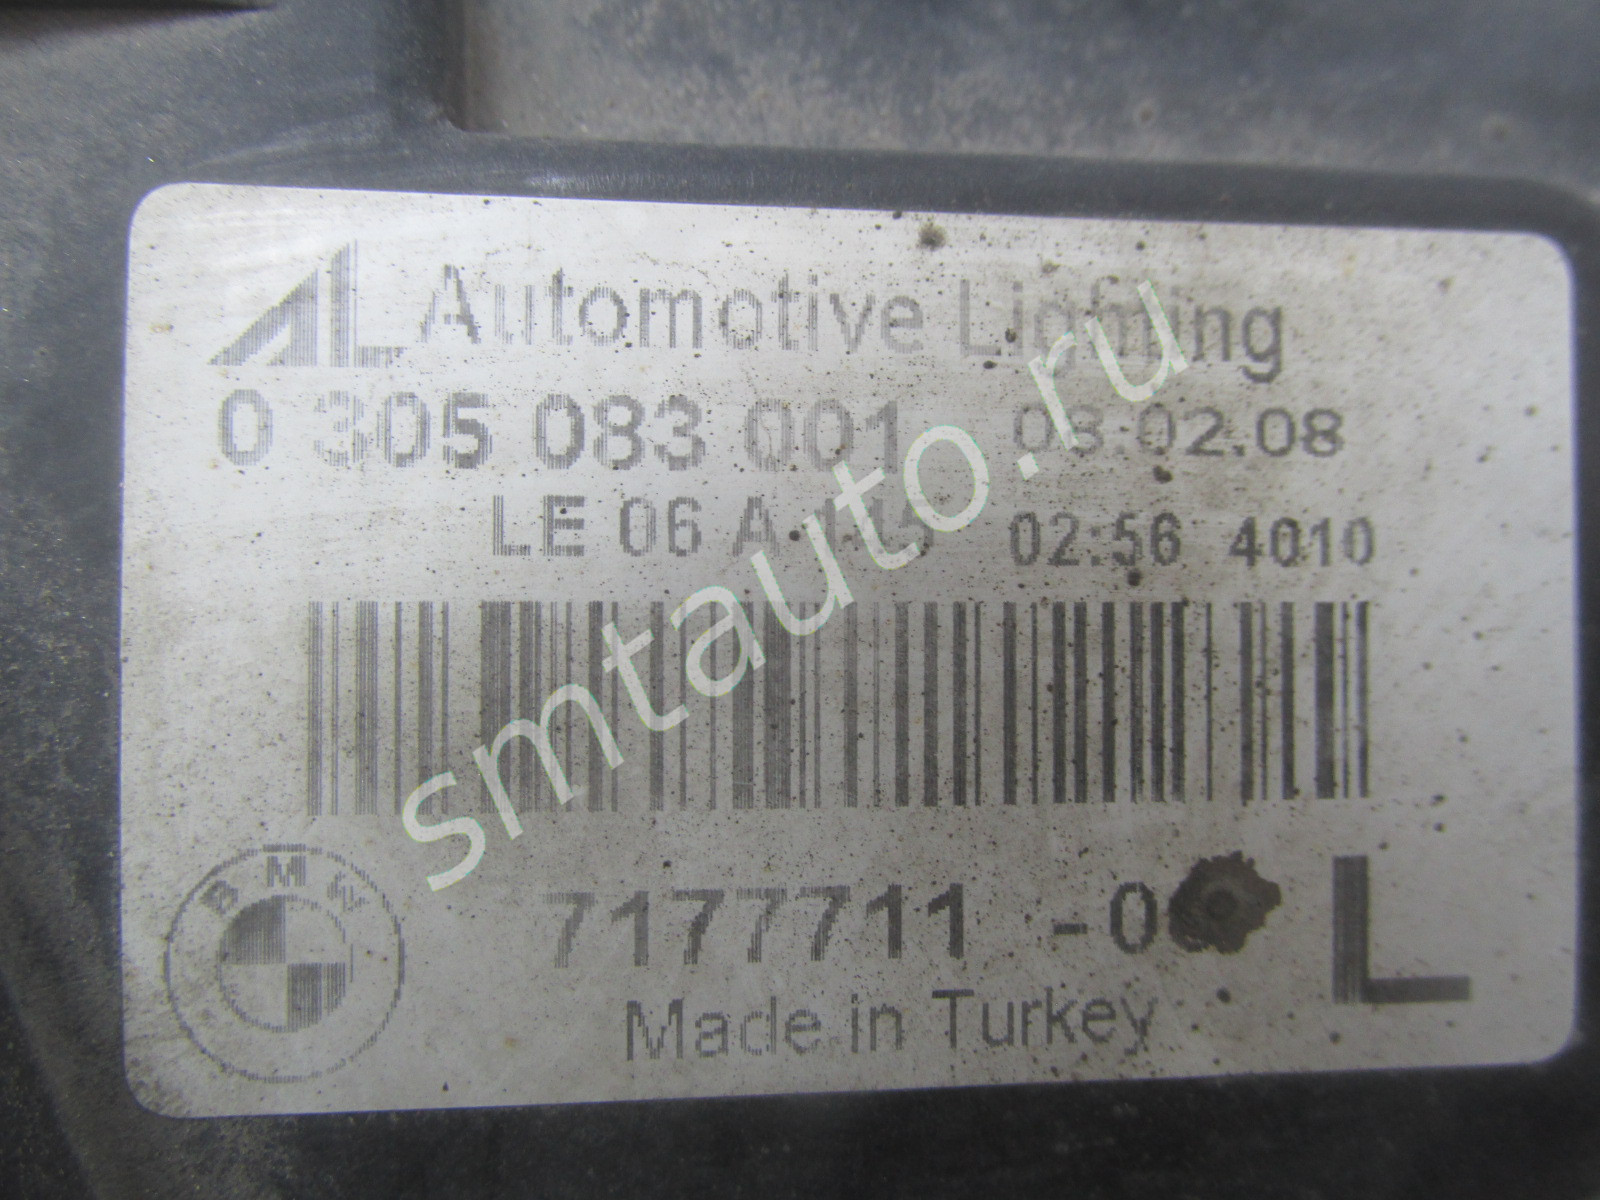 AL Automotive Lighting
0 305 083 001 08.02.08
LE 06 A 02:56 4010
BMW
7177711 -0 L
Made in Turkey
smtauto.ru